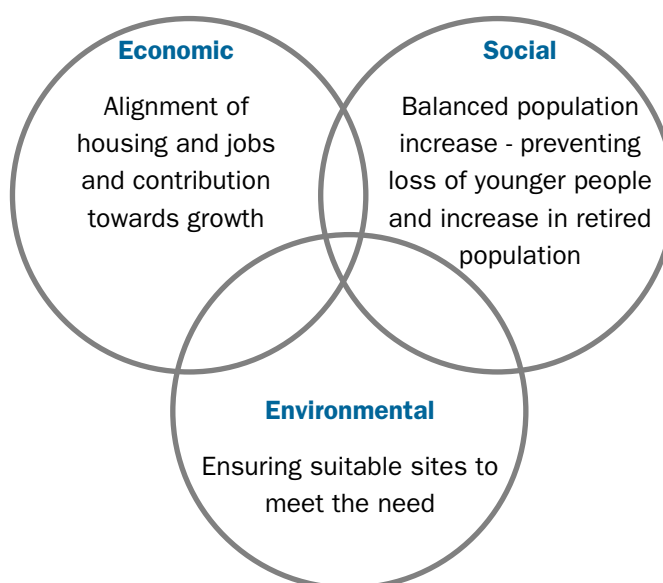 Economic
Alignment of
housing and jobs
and contribution
towards growth
Social
Balanced population
increase - preventing
loss of younger people
and increase in retired
population
Environmental
Ensuring suitable sites to
meet the need